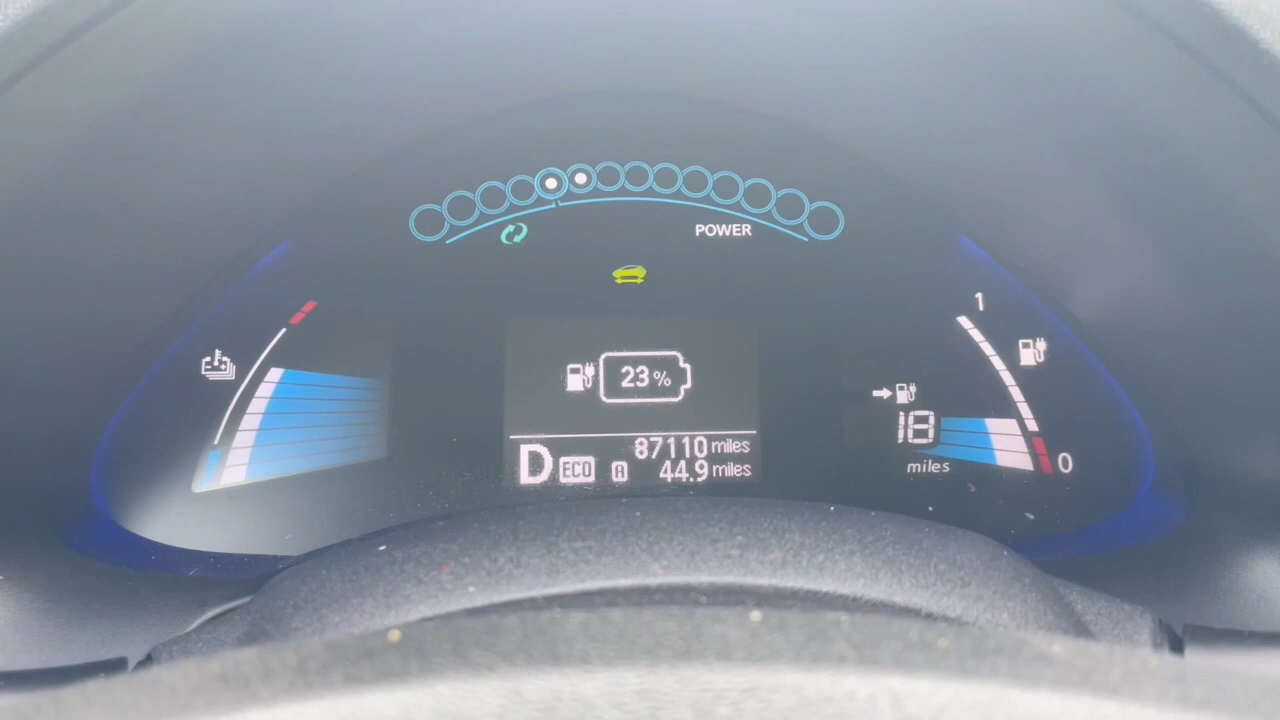 POWER
1
23%
87110 miles
D ECO A 44.9 miles
18
miles
0